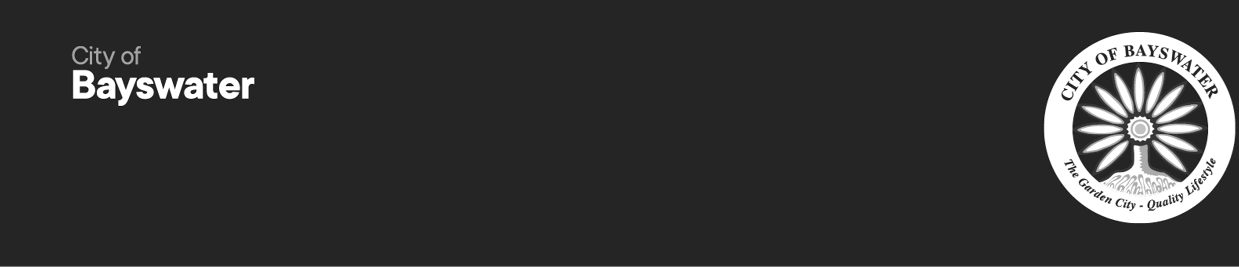 City of
Bayswater
CITY OF BAYSWATER
The Garden City - Quality Lifestyle